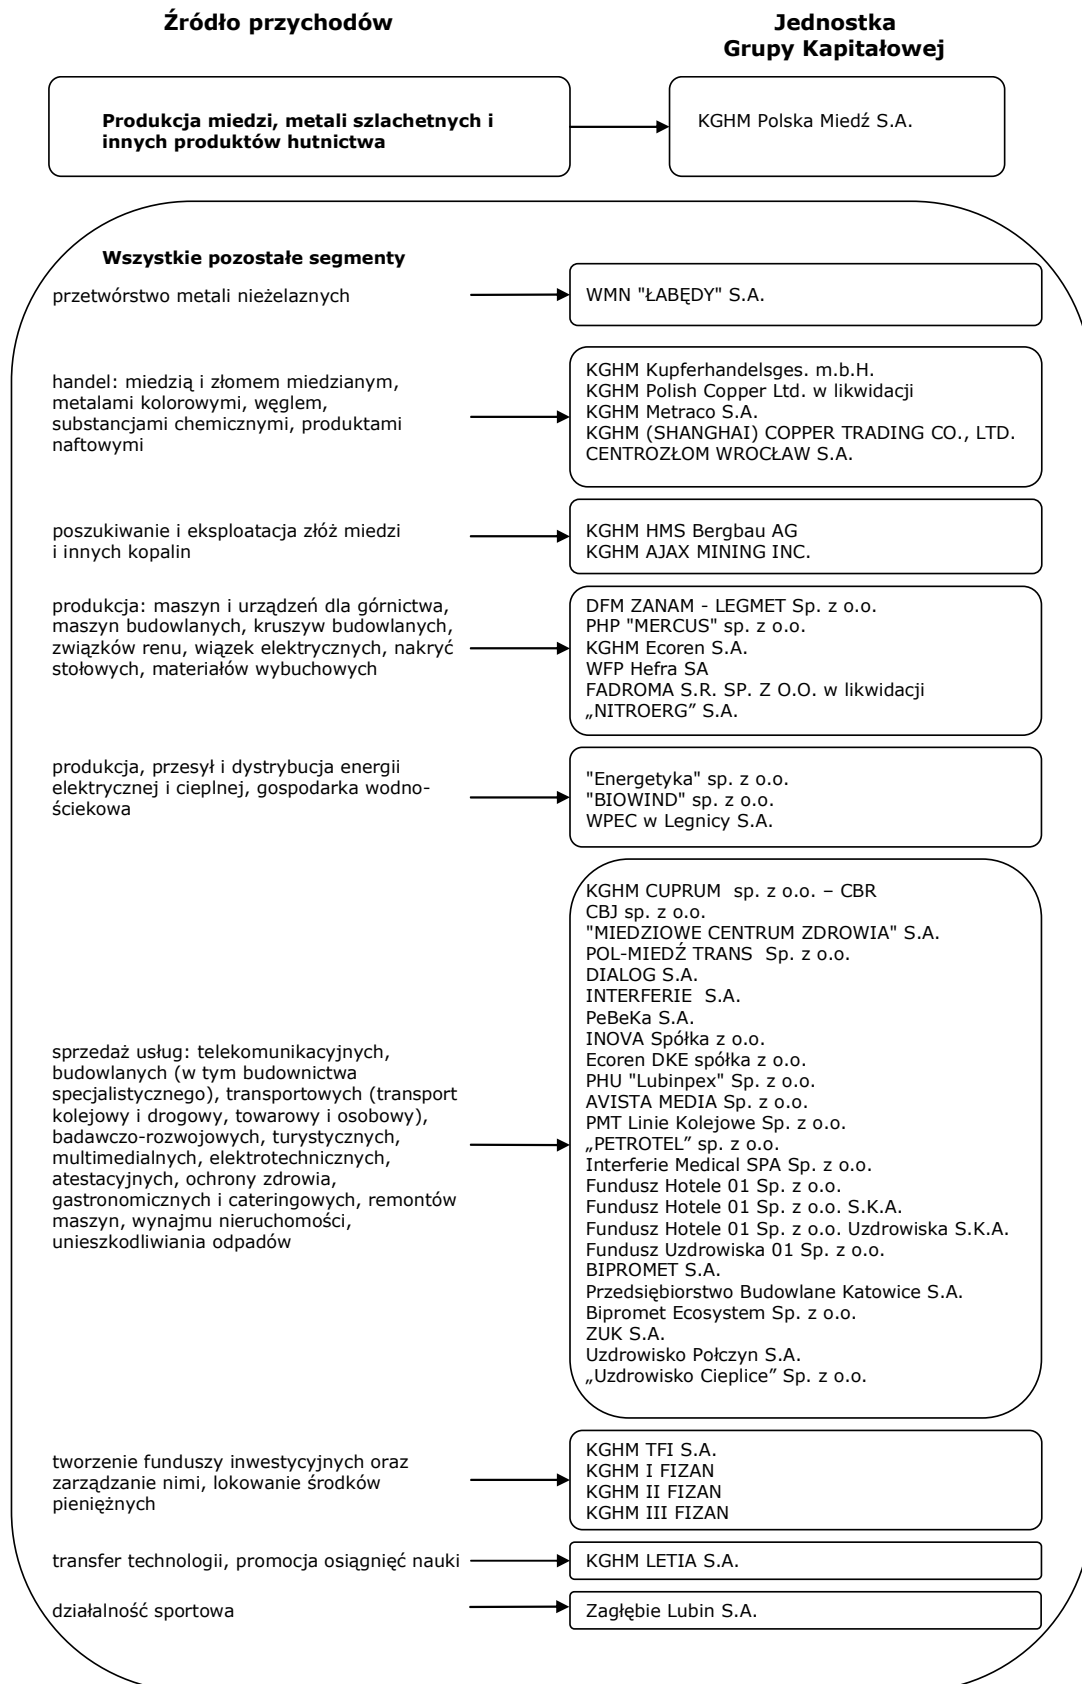 Źródło przychodów
Jednostka
Grupy Kapitałowej
Produkcja miedzi, metali szlachetnych i
innych produktów hutnictwa
KGHM Polska Miedź S.A.
Wszystkie pozostałe segmenty
przetwórstwo metali nieżelaznych
WMN "ŁABĘDY" S.A.
handel: miedzią i złomem miedzianym,
metalami kolorowymi, węglem,
substancjami chemicznymi, produktami
naftowymi
KGHM Kupferhandelsges. m.b.H.
KGHM Polish Copper Ltd. w likwidacji
KGHM Metraco S.A.
KGHM (SHANGHAI) COPPER TRADING CO., LTD.
CENTROZŁOM WROCŁAW S.A.
poszukiwanie i eksploatacja złóż miedzi
i innych kopalin
KGHM HMS Bergbau AG
KGHM AJAX MINING INC.
produkcja: maszyn i urządzeń dla górnictwa,
maszyn budowlanych, kruszyw budowlanych,
związków renu, wiązek elektrycznych, nakryć
stołowych, materiałów wybuchowych
DFM ZANAM - LEGMET Sp. z o.o.
PHP "MERCUS" sp. z o.o.
KGHM Ecoren S.A.
WFP Hefra SA
FADROMA S.R. SP. Z O.O. w likwidacji
„NITROERG” S.A.
produkcja, przesył i dystrybucja energii
elektrycznej i cieplnej, gospodarka wodno-
ściekowa
"Energetyka" sp. z o.o.
"BIOWIND" sp. z o.o.
WPEC w Legnicy S.A.
sprzedaż usług: telekomunikacyjnych,
budowlanych (w tym budownictwa
specjalistycznego), transportowych (transport
kolejowy i drogowy, towarowy i osobowy),
badawczo-rozwojowych, turystycznych,
multimedialnych, elektrotechnicznych,
atestacyjnych, ochrony zdrowia,
gastronomicznych i cateringowych, remontów
maszyn, wynajmu nieruchomości,
unieszkodliwiania odpadów
KGHM CUPRUM sp. z o.o. – CBR
CBJ sp. z o.o.
"MIEDZIOWE CENTRUM ZDROWIA" S.A.
POL-MIEDŹ TRANS Sp. z o.o.
DIALOG S.A.
INTERFERIE S.A.
PeBeKa S.A.
INOVA Spółka z o.o.
Ecoren DKE spółka z o.o.
PHU "Lubinpex" Sp. z o.o.
AVISTA MEDIA Sp. z o.o.
PMT Linie Kolejowe Sp. z o.o.
„PETROTEL” sp. z o.o.
Interferie Medical SPA Sp. z o.o.
Fundusz Hotele 01 Sp. z o.o.
Fundusz Hotele 01 Sp. z o.o. S.K.A.
Fundusz Hotele 01 Sp. z o.o. Uzdrowiska S.K.A.
Fundusz Uzdrowiska 01 Sp. z o.o.
BIPROMET S.A.
Przedsiębiorstwo Budowlane Katowice S.A.
Bipromet Ecosystem Sp. z o.o.
ZUK S.A.
Uzdrowisko Połczyn S.A.
„Uzdrowisko Cieplice” Sp. z o.o.
tworzenie funduszy inwestycyjnych oraz
zarządzanie nimi, lokowanie środków
pieniężnych
KGHM TFI S.A.
KGHM I FIZAN
KGHM II FIZAN
KGHM III FIZAN
transfer technologii, promocja osiągnięć nauki
KGHM LETIA S.A.
działalność sportowa
Zagłębie Lubin S.A.